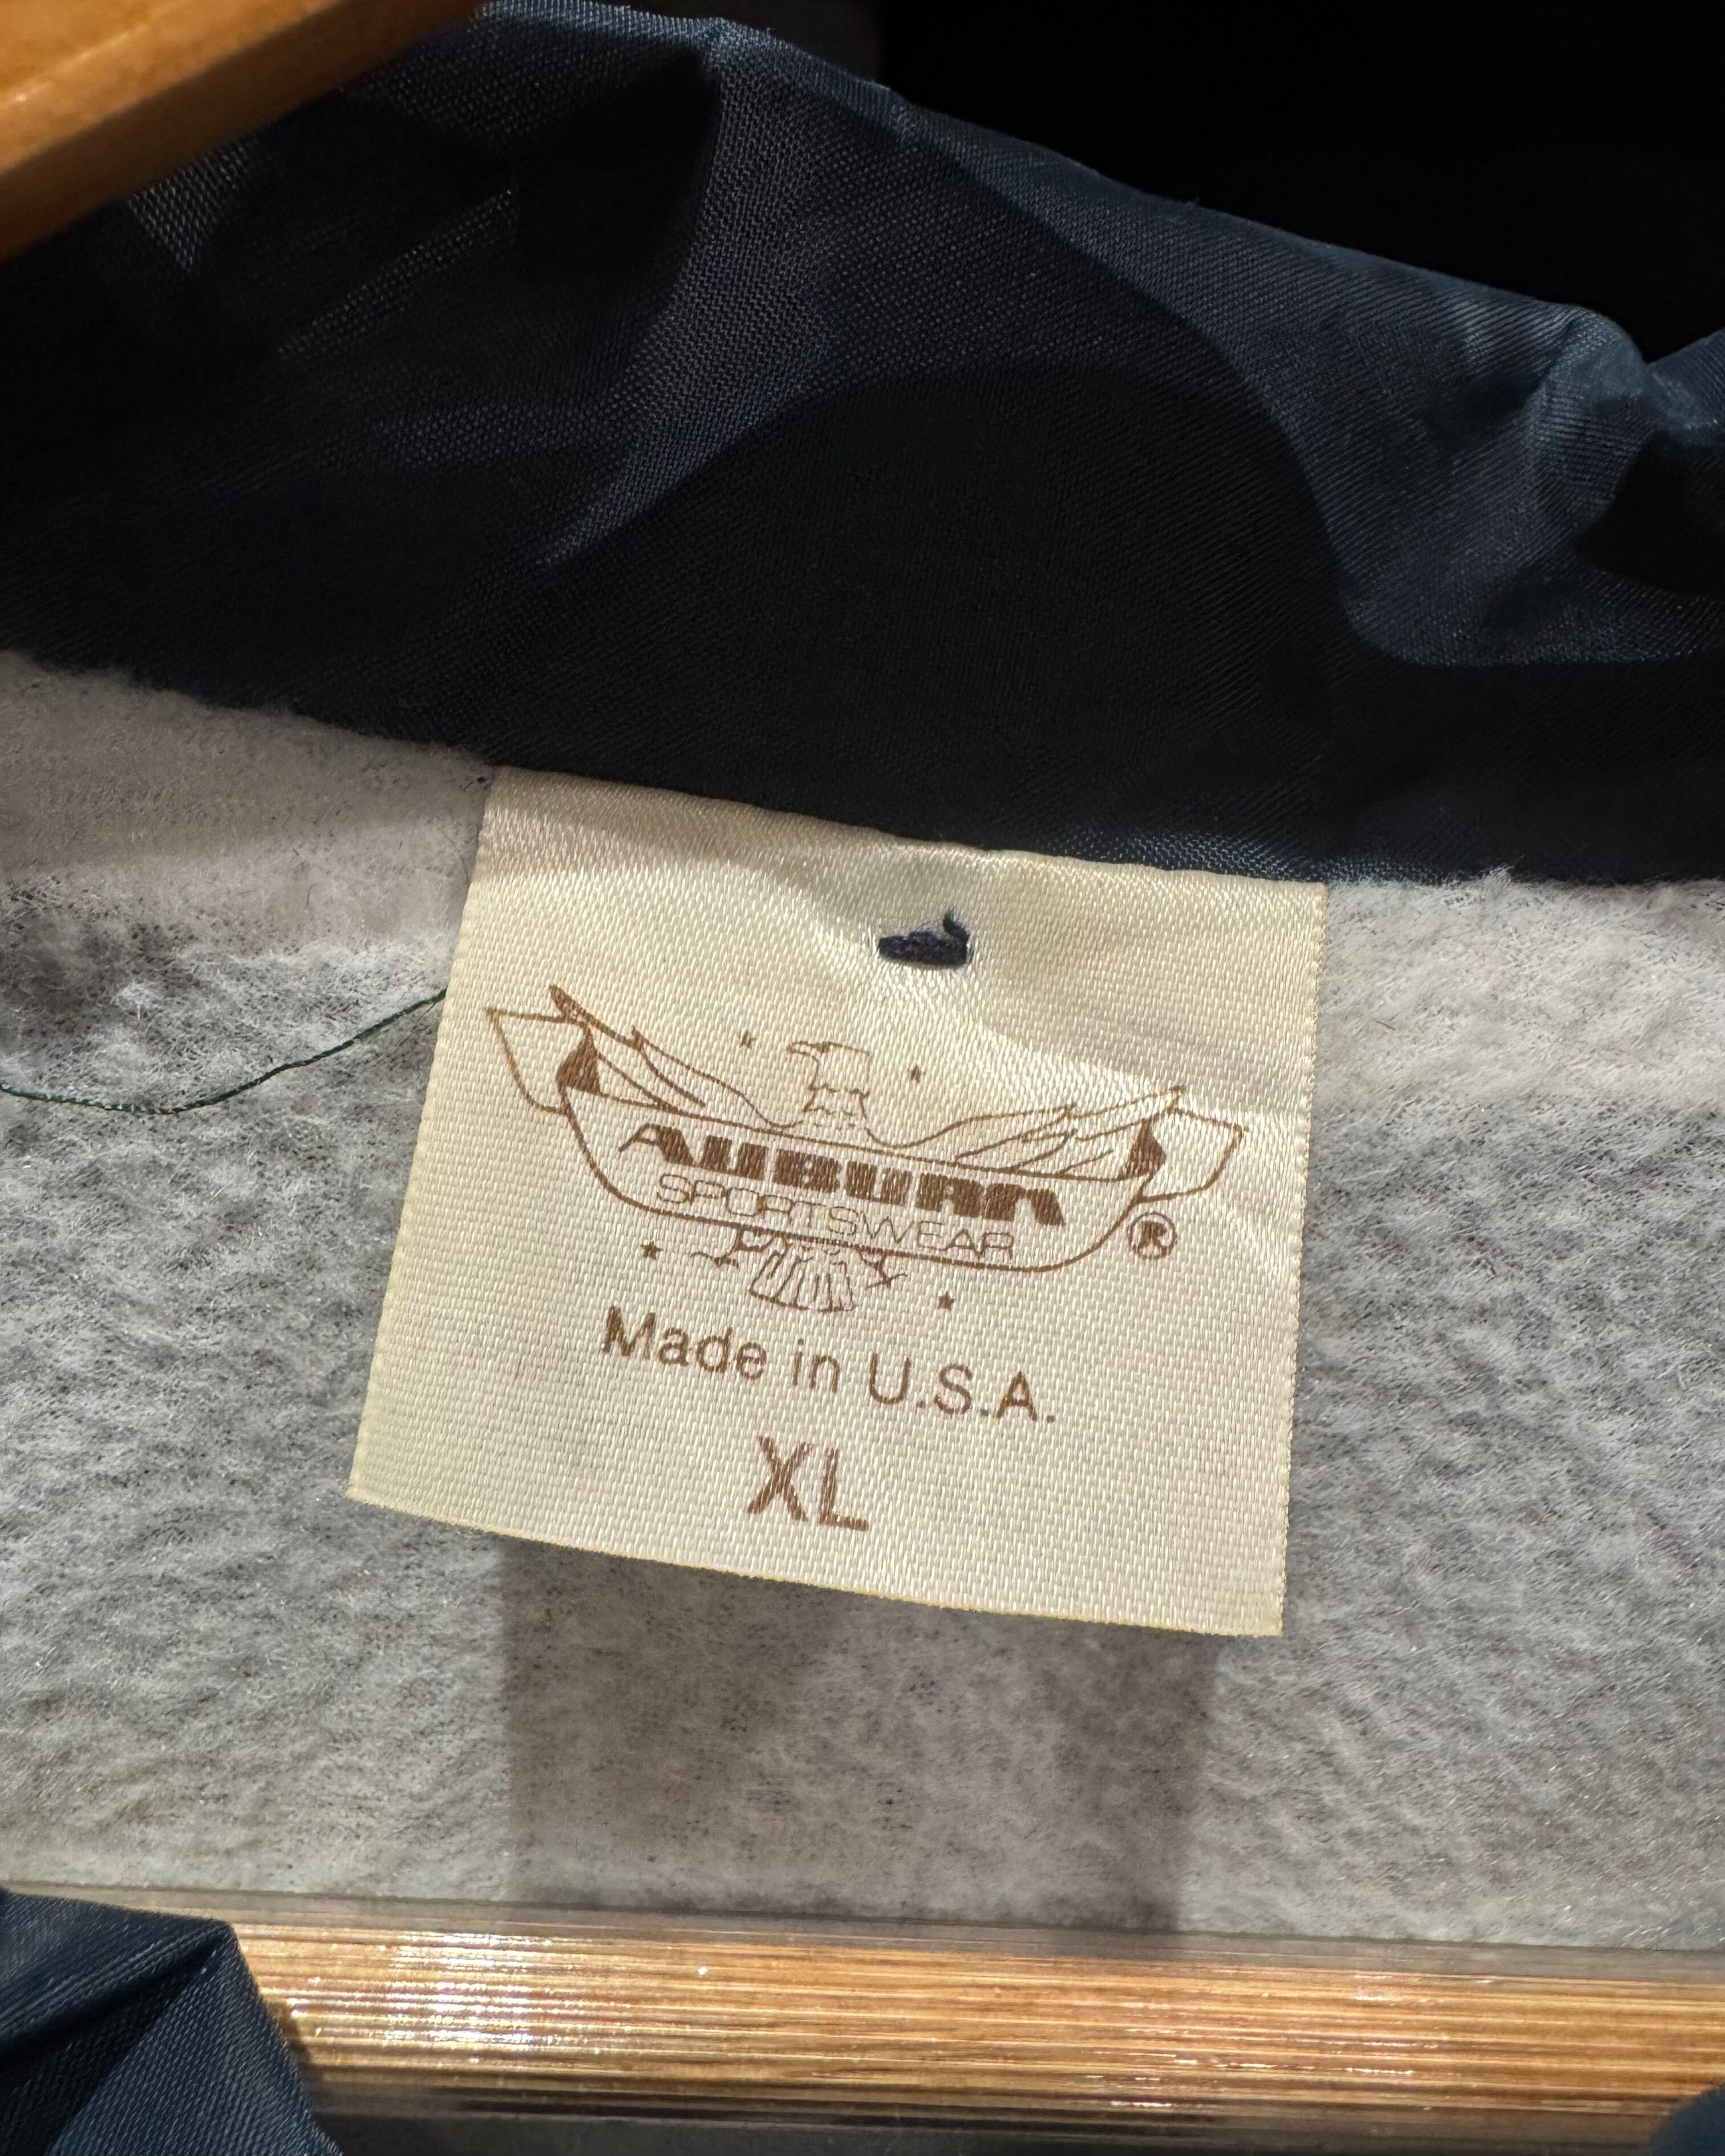 AUBURN
SPORTSWEAR
®
Made in U.S.A.
XL